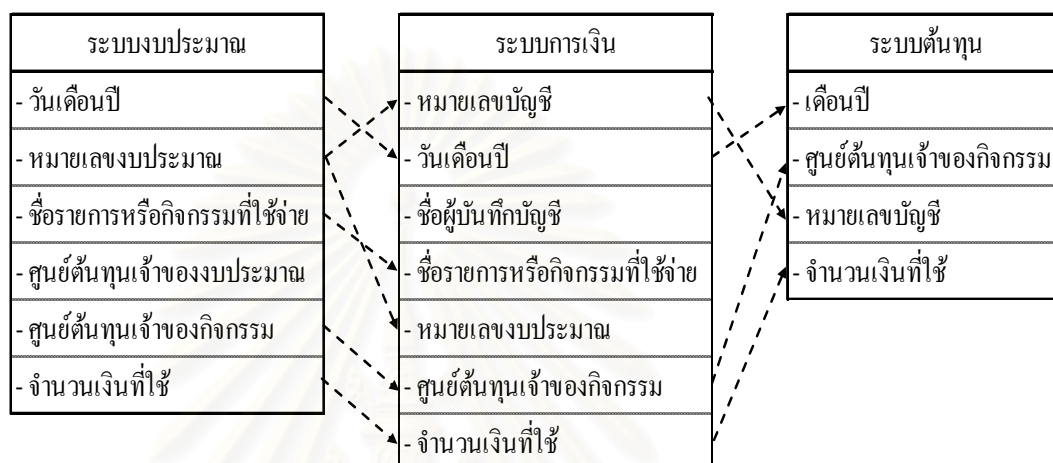 ระบบงบประมาณ
- วันเดือนปี
- หมายเลขงบประมาณ
- ชื่อรายการหรือกิจกรรมที่ใช้จ่าย
- ศูนย์ต้นทุนเจ้าของงบประมาณ
- ศูนย์ต้นทุนเจ้าของกิจกรรม
- จำนวนเงินที่ใช้
ระบบการเงิน
- หมายเลขบัญชี
- วันเดือนปี
- ชื่อผู้บันทึกบัญชี
- ชื่อรายการหรือกิจกรรมที่ใช้จ่าย
- หมายเลขงบประมาณ
- ศูนย์ต้นทุนเจ้าของกิจกรรม
- จำนวนเงินที่ใช้
ระบบต้นทุน
- เดือนปี
- ศูนย์ต้นทุนเจ้าของกิจกรรม
- หมายเลขบัญชี
- จำนวนเงินที่ใช้